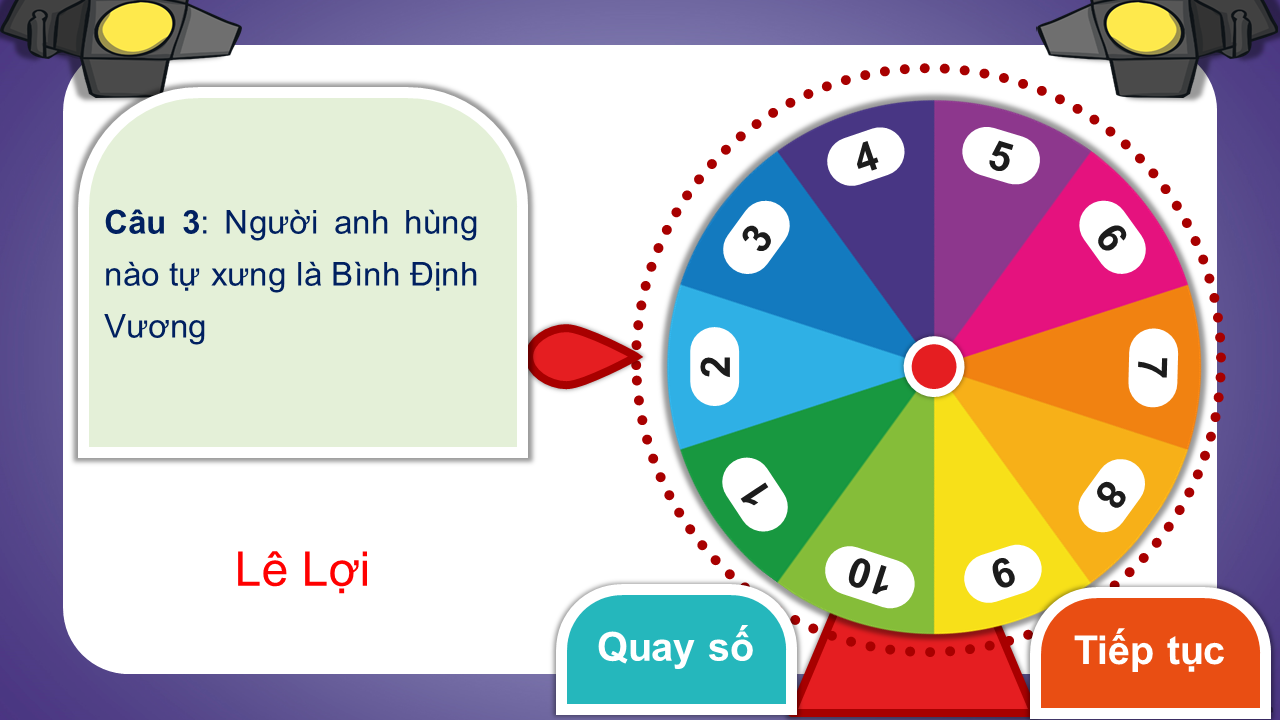 Câu 3: Người anh hùng
nào tự xưng là Bình Định
Vương
Lê Lợi
4
5
3
6
2
7
1
8
10
9
Quay số
Tiếp tục